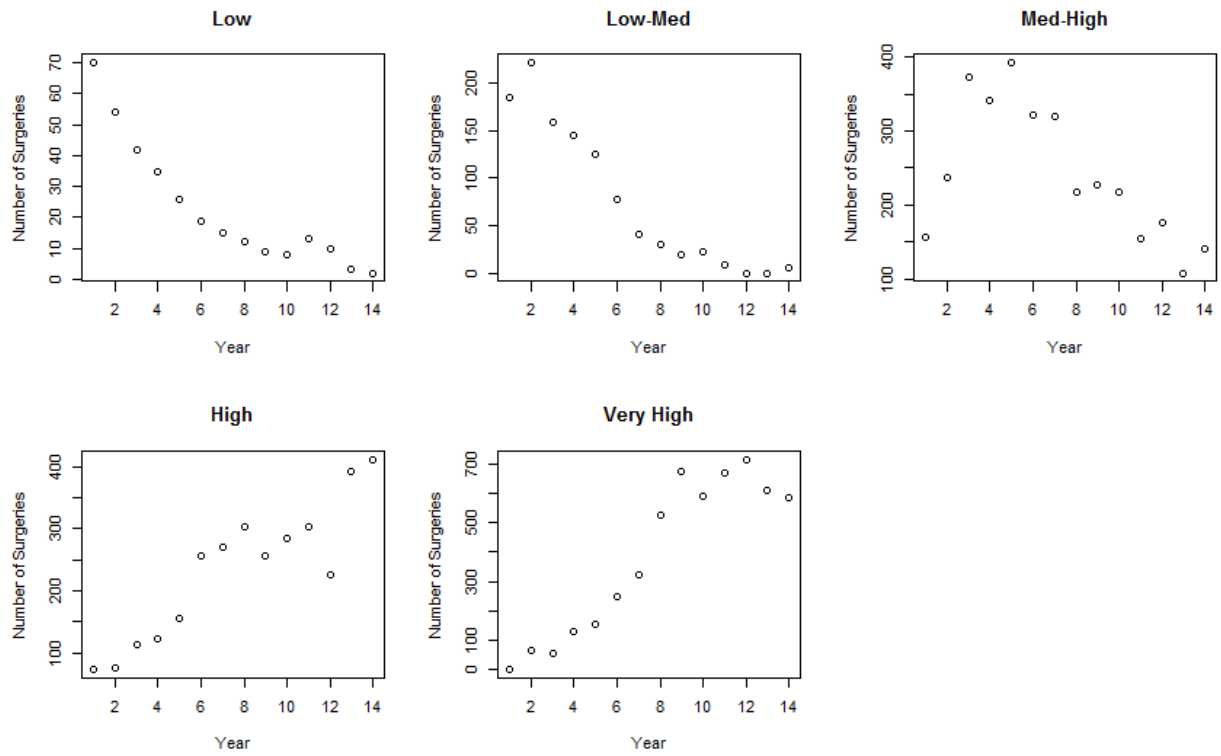 Low
Low-Med
Med-High
Number of Surgeries
0 10 20 30 40 50 60 70
2 4 6 8 10 12 14
Year
Number of Surgeries
0 50 100 150 200
2 4 6 8 10 12 14
Year
Number of Surgeries
100 200 300 400
2 4 6 8 10 12 14
Year
High
Very High
Number of Surgeries
100 200 300 400
2 4 6 8 10 12 14
Year
Number of Surgeries
0 100 300 500 700
2 4 6 8 10 12 14
Year